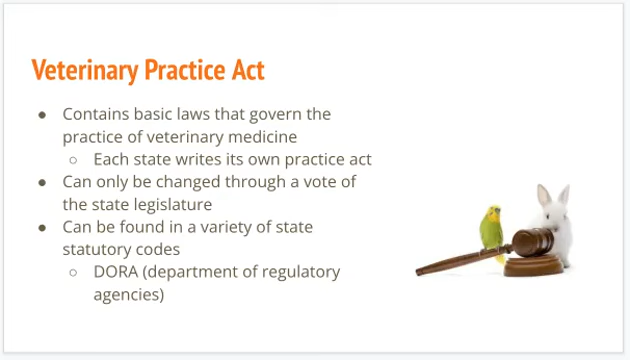 Veterinary Practice Act
● Contains basic laws that govern the
practice of veterinary medicine
○ Each state writes its own practice act
● Can only be changed through a vote of
the state legislature
● Can be found in a variety of state
statutory codes
○ DORA (department of regulatory
agencies)